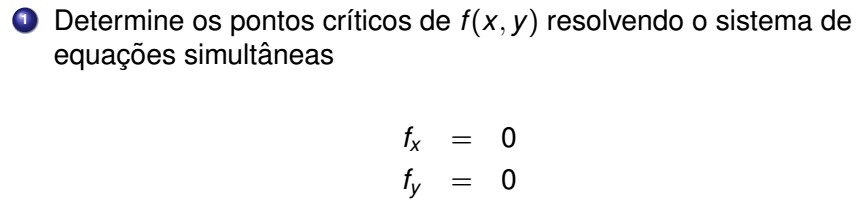 1 Determine os pontos críticos de f(x, y) resolvendo o sistema de
equações simultâneas
f_x = 0
f_y = 0